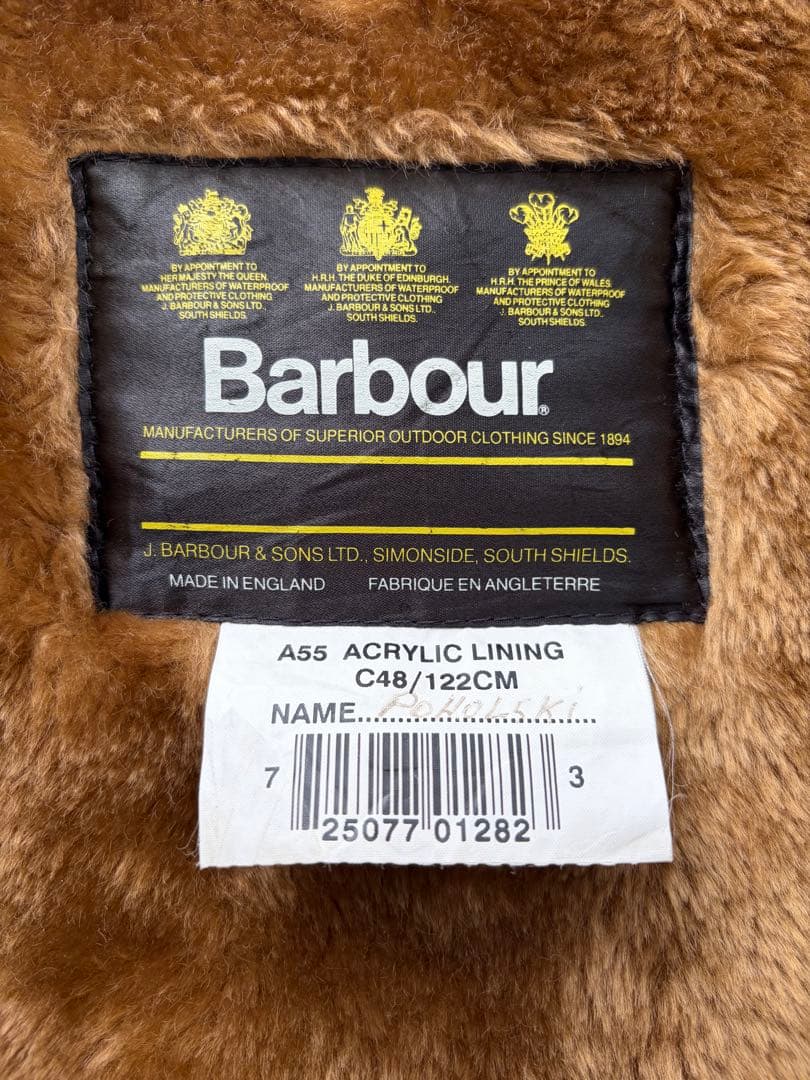 BY APPOINTMENT TO
HER MAJESTY THE QUEEN.
MANUFACTURERS OF WATERPROOF
AND PROTECTIVE CLOTHING
J. BARBOUR & SONS LTD.,
SOUTH SHIELDS.
BY APPOINTMENT TO
H.R.H. THE DUKE OF EDINBURGH.
MANUFACTURERS OF WATERPROOF
AND PROTECTIVE CLOTHING
J. BARBOUR & SONS LTD.,
SOUTH SHIELDS.
BY APPOINTMENT TO
H.R.H. THE PRINCE OF WALES
MANUFACTURERS OF WATERPROOF
AND PROTECTIVE CLOTHING
J. BARBOUR & SONS LTD.
SOUTH SHIELDS.
Barbour®
MANUFACTURERS OF SUPERIOR OUTDOOR CLOTHING SINCE 1894
J. BARBOUR & SONS LTD., SIMONSIDE, SOUTH SHIELDS.
MADE IN ENGLAND FABRIQUE EN ANGLETERRE
A55 ACRYLIC LINING
C48/122CM
NAME POHOLSKi
7 25077 01282 3